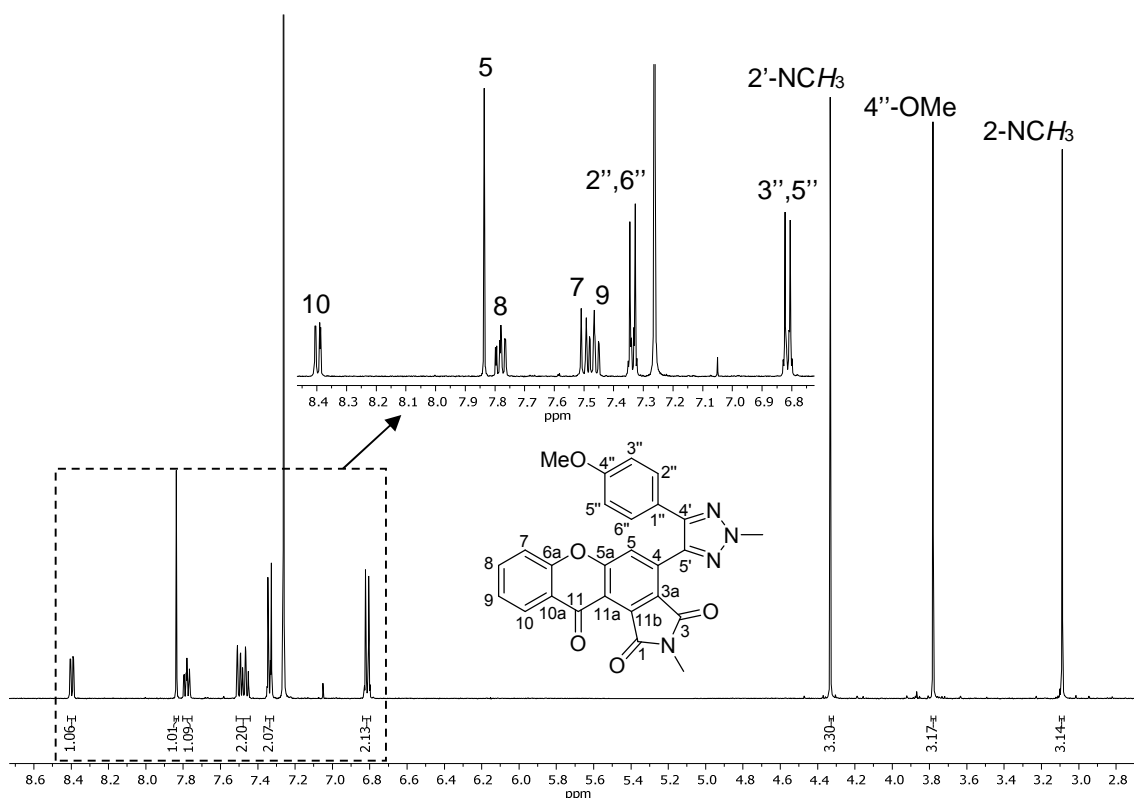 5
2'-NCH3
4''-OMe
2-NCH3
2'',6''
3'',5''
10
8
7
9
8.4 8.3 8.2 8.1 8.0 7.9 7.8 7.7 7.6 7.5 7.4 7.3 7.2 7.1 7.0 6.9 6.8
ppm
3''
MeO
4''
2''
5''
1''
6''
4'
N
N
N
5'
7
8
6a
O
5a
5
4
9
10a
11
11a
3a
10
11b
O
3
O
1
N
O
1.06
1.01
1.09
2.20
2.07
2.13
3.30
3.17
3.14
8.6 8.4 8.2 8.0 7.8 7.6 7.4 7.2 7.0 6.8 6.6 6.4 6.2 6.0 5.8 5.6 5.4 5.2 5.0 4.8 4.6 4.4 4.2 4.0 3.8 3.6 3.4 3.2 3.0 2.8
ppm